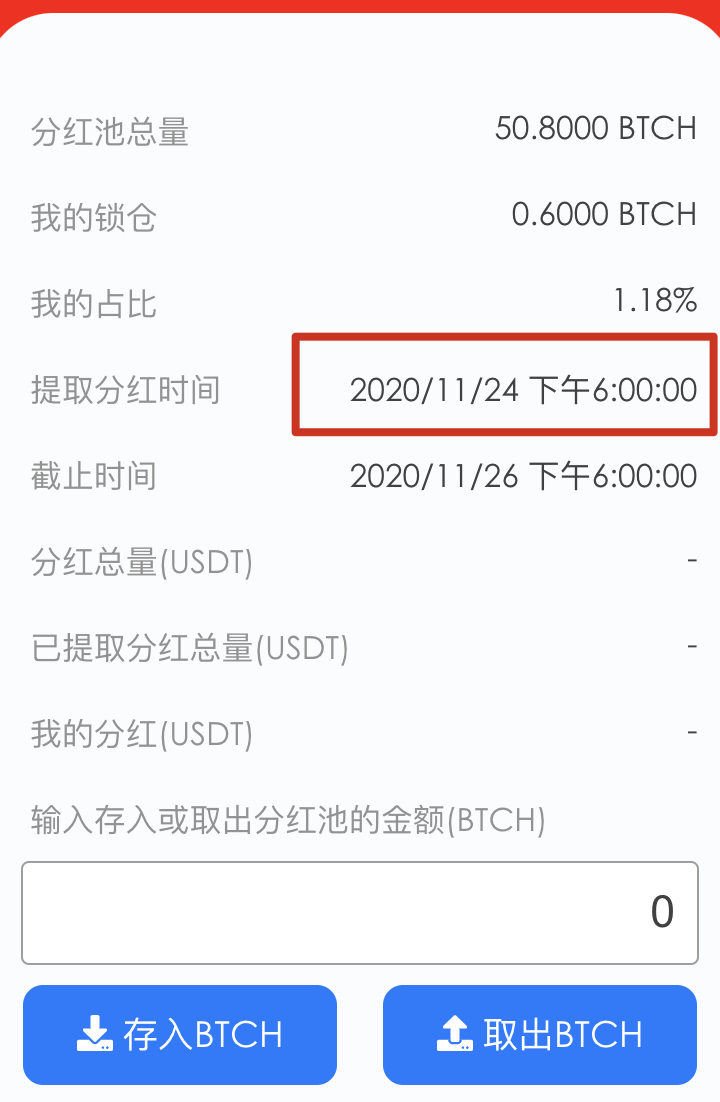 分红池总量 50.8000 BTCH
我的锁仓 0.6000 BTCH
我的占比 1.18%
提取分红时间 2020/11/24 下午6:00:00
截止时间 2020/11/26 下午6:00:00
分红总量(USDT) -
已提取分红总量(USDT) -
我的分红(USDT) -
输入存入或取出分红池的金额(BTCH)
0
存入BTCH 取出BTCH